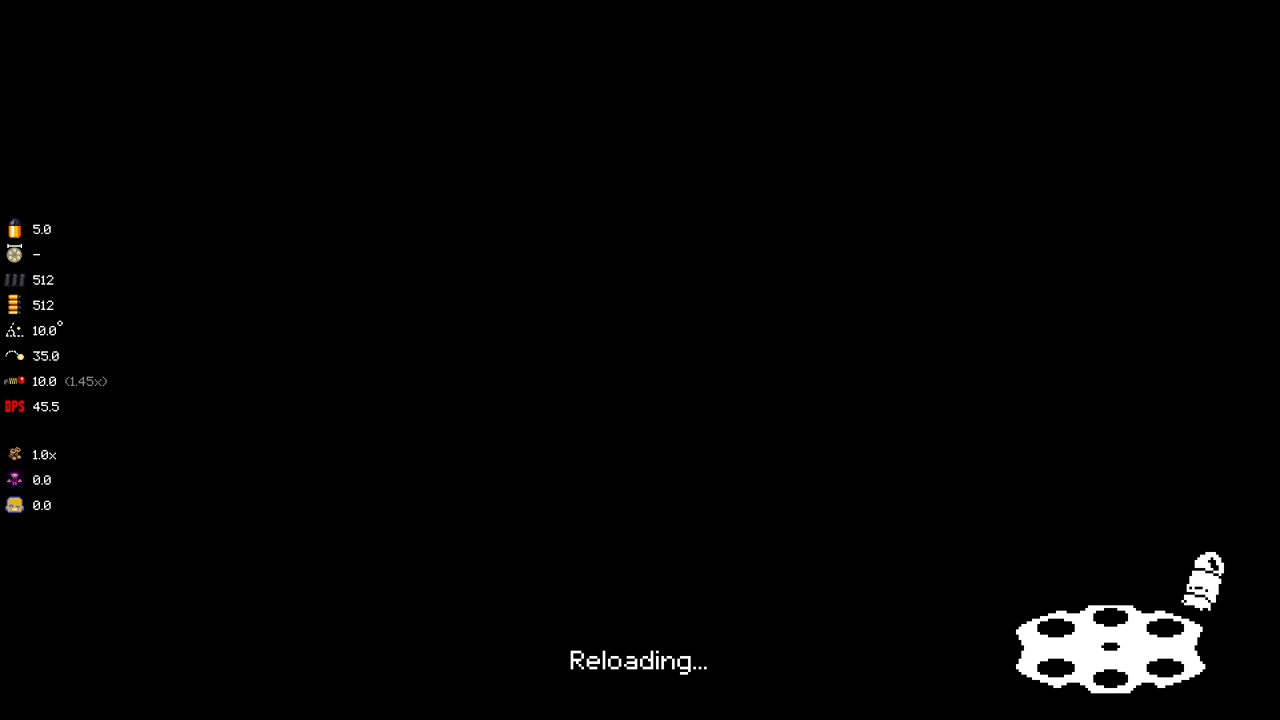 5.0
–
512
512
10.0°
35.0
10.0 (1.45x)
DPS 45.5
1.0x
0.0
0.0
Reloading...